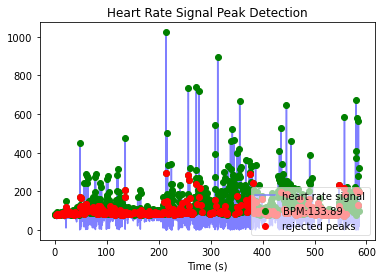 Heart Rate Signal Peak Detection
1000
800
600
400
200
0
0 100 200 300 400 500 600
Time (s)
heart rate signal
BPM:133.89
rejected peaks